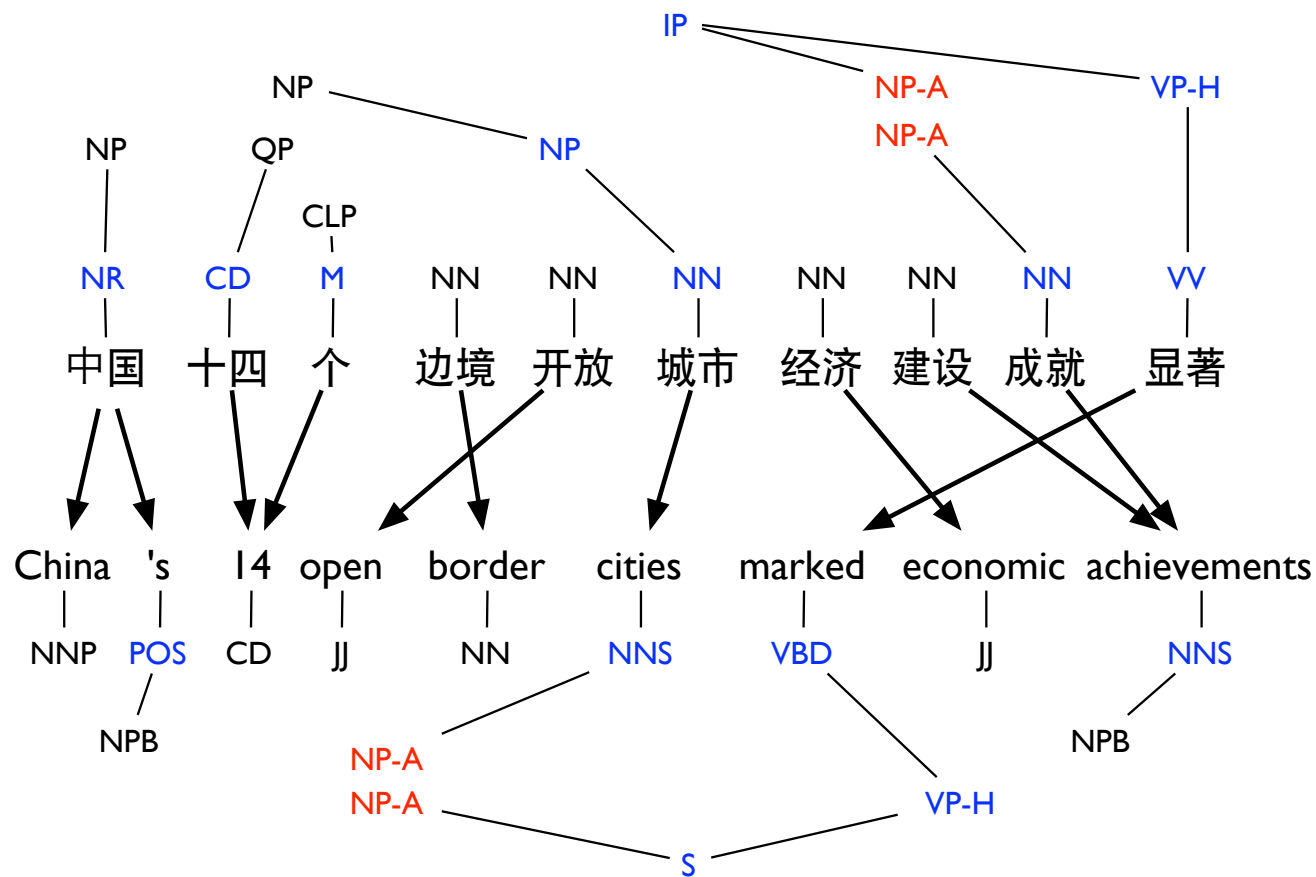 IP
NP NP-A VP-H
NP QP NP NP-A
CLP
NR CD M NN NN NN NN NN NN VV
中国 十四 个 边境 开放 城市 经济 建设 成就 显著
China 's 14 open border cities marked economic achievements
NNP POS CD JJ NN NNS VBD JJ NNS
NPB NPB
NP-A
NP-A VP-H
S